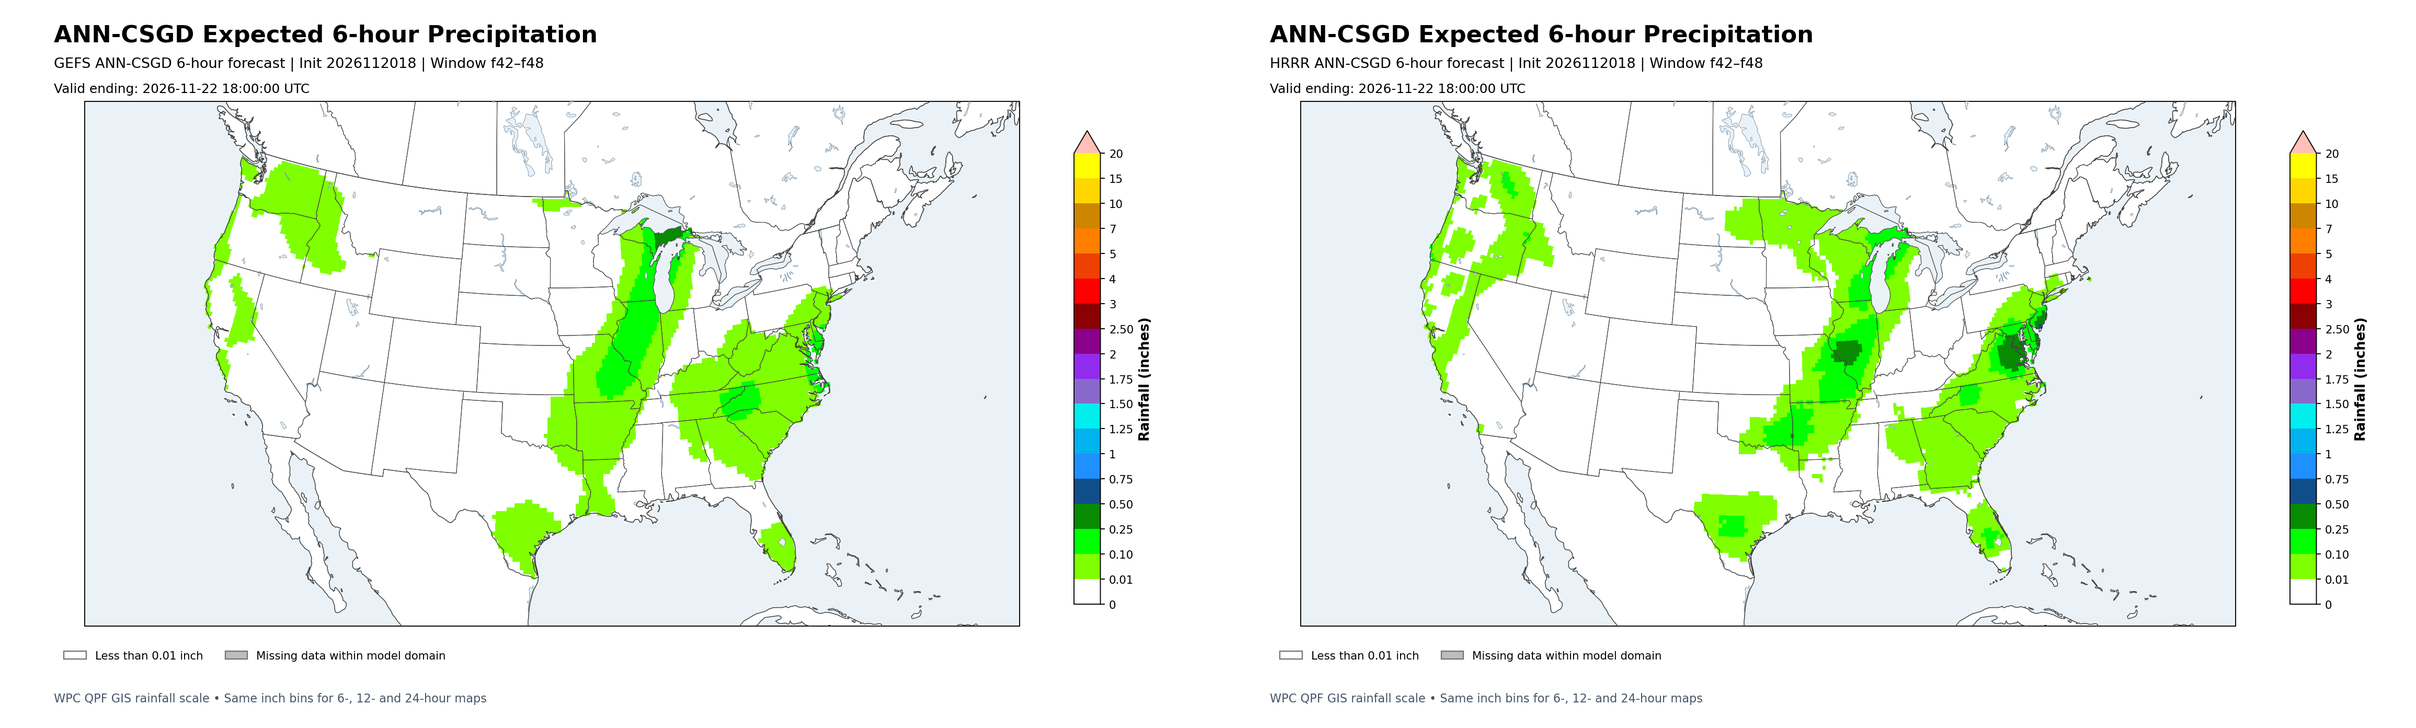 ANN-CSGD Expected 6-hour Precipitation
GEFS ANN-CSGD 6-hour forecast | Init 2026112018 | Window f42–f48
Valid ending: 2026-11-22 18:00:00 UTC
20
15
10
7
5
4
3
2.50
2
1.75
1.50
1.25
1
0.75
0.50
0.25
0.10
0.01
0
Rainfall (inches)
Less than 0.01 inch
Missing data within model domain
WPC QPF GIS rainfall scale • Same inch bins for 6-, 12- and 24-hour maps
ANN-CSGD Expected 6-hour Precipitation
HRRR ANN-CSGD 6-hour forecast | Init 2026112018 | Window f42–f48
Valid ending: 2026-11-22 18:00:00 UTC
20
15
10
7
5
4
3
2.50
2
1.75
1.50
1.25
1
0.75
0.50
0.25
0.10
0.01
0
Rainfall (inches)
Less than 0.01 inch
Missing data within model domain
WPC QPF GIS rainfall scale • Same inch bins for 6-, 12- and 24-hour maps